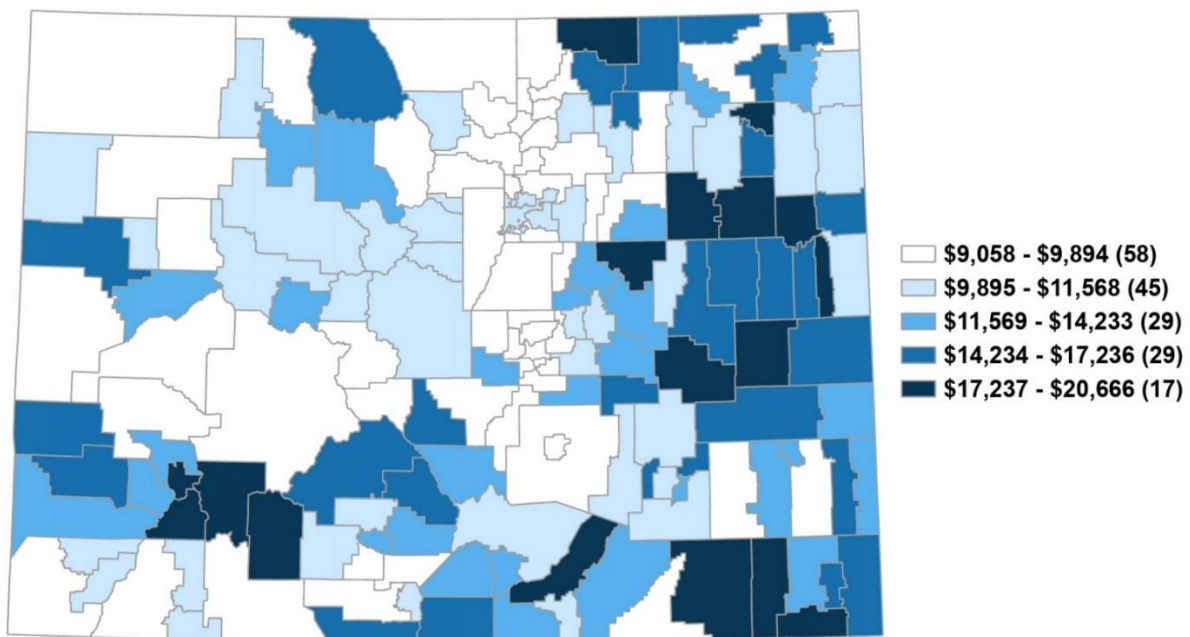 $9,058 - $9,894 (58)
$9,895 - $11,568 (45)
$11,569 - $14,233 (29)
$14,234 - $17,236 (29)
$17,237 - $20,666 (17)